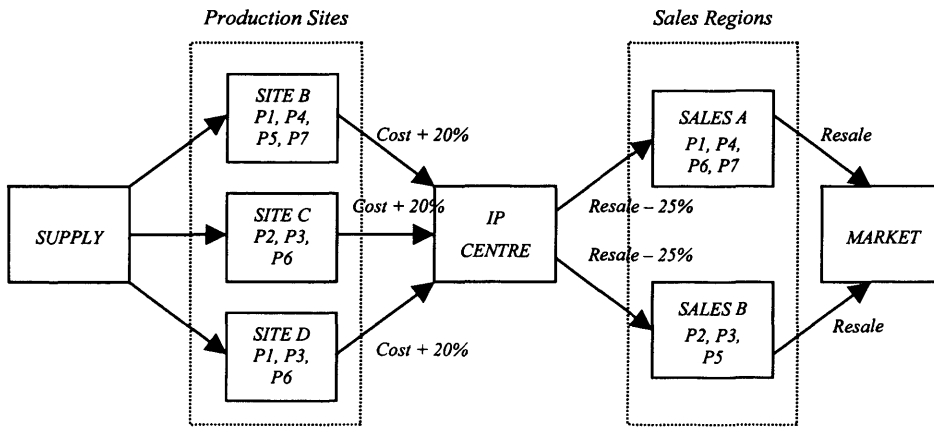 Production Sites
Sales Regions
SITE B
P1, P4,
P5, P7
Cost + 20%
SALES A
P1, P4,
P6, P7
Resale
SUPPLY
SITE C
P2, P3,
P6
Cost + 20%
IP
CENTRE
Resale – 25%
Resale – 25%
MARKET
SITE D
P1, P3,
P6
Cost + 20%
SALES B
P2, P3,
P5
Resale